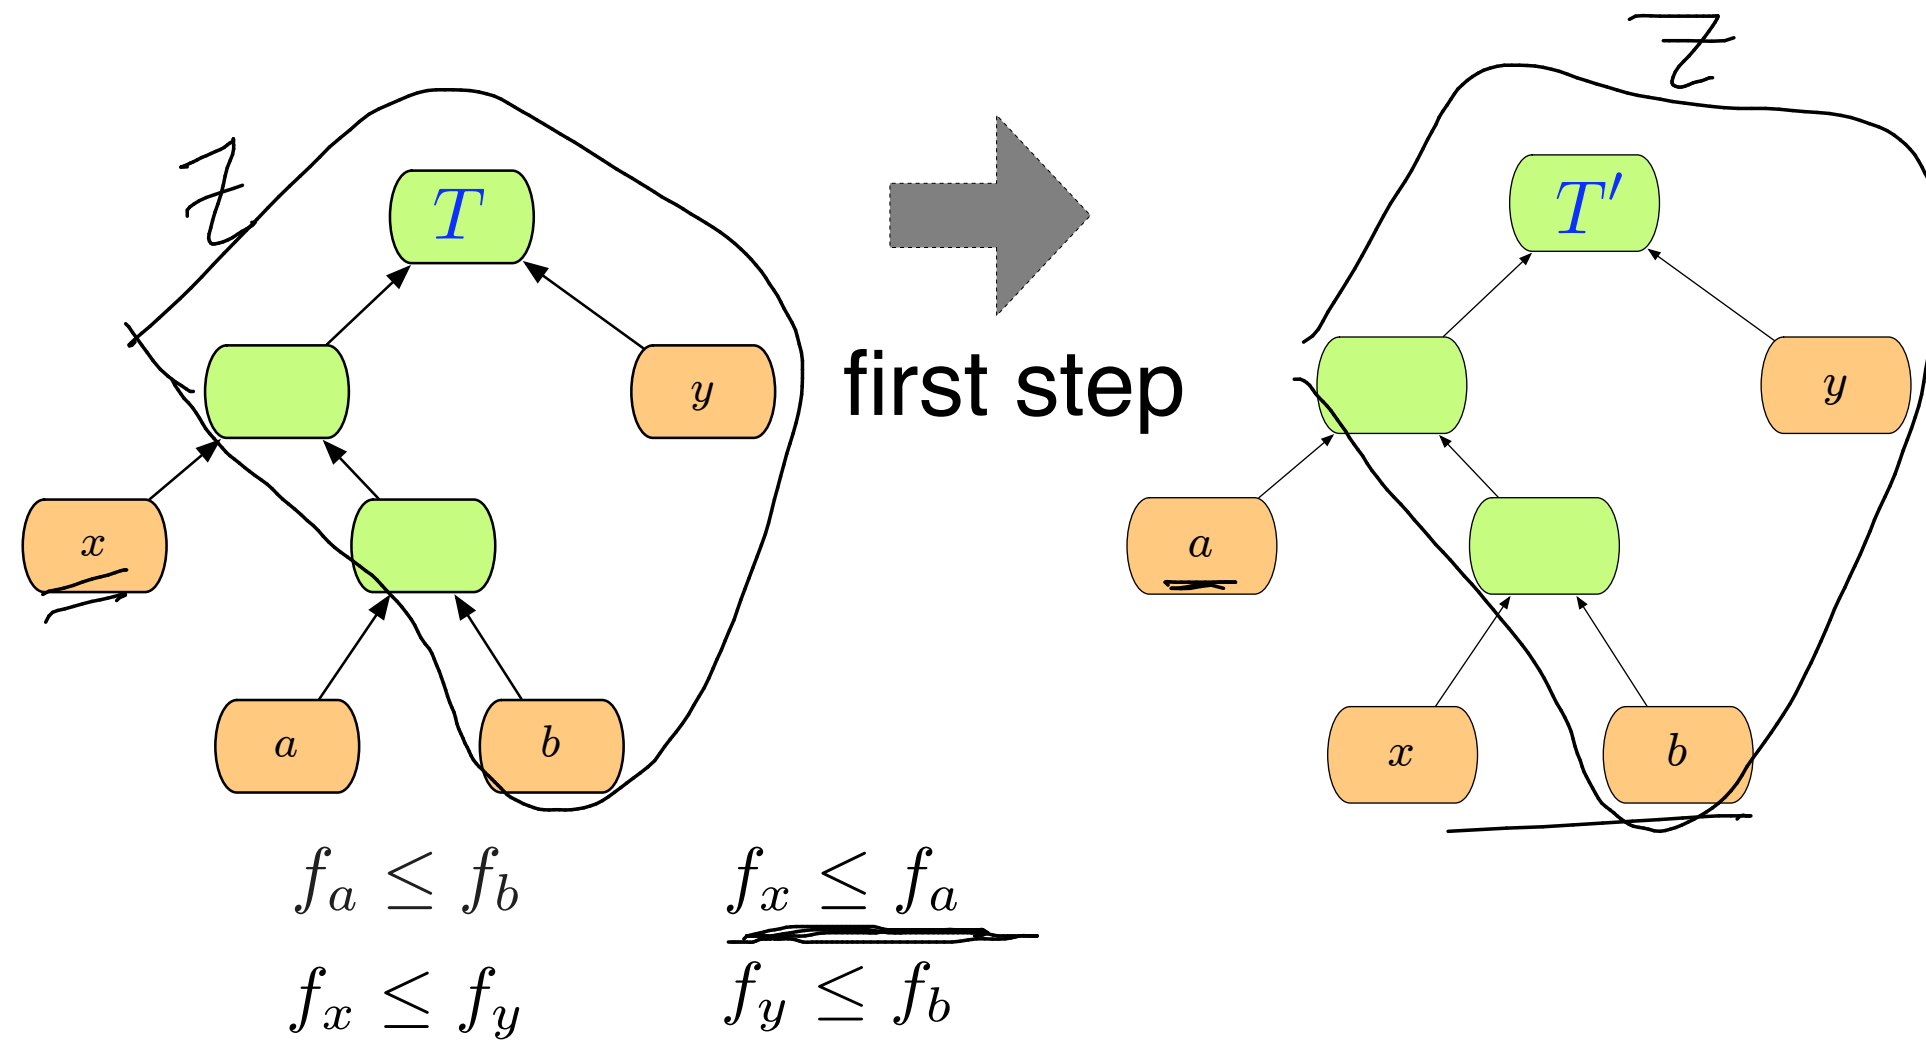 Z
Z
T
T′
y
y
first step
x
a
a
b
x
b
f_a ≤ f_b
f_x ≤ f_a
f_x ≤ f_y
f_y ≤ f_b